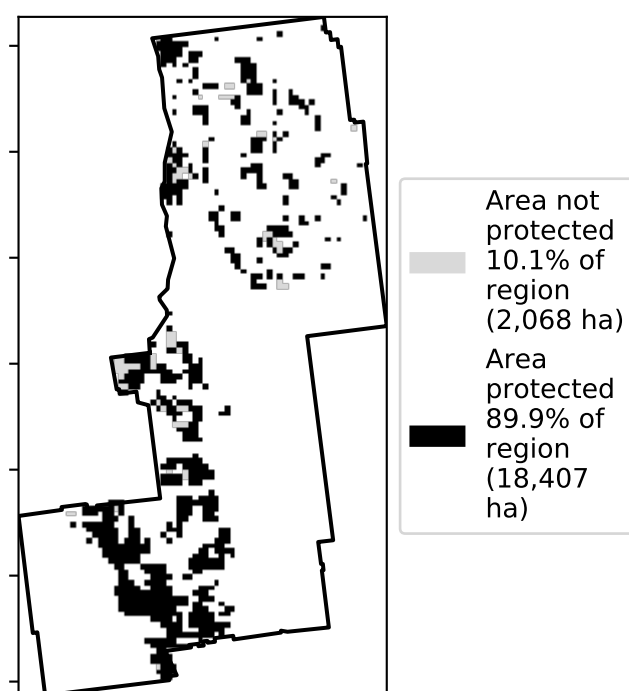 Area not
protected
10.1% of
region
(2,068 ha)
Area
protected
89.9% of
region
(18,407
ha)